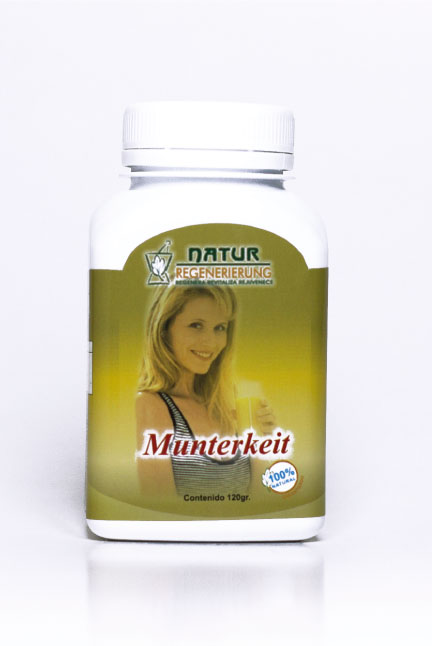 NATUR
REGENERIERUNG
REGENERA REVITALIZA REJUVENECE
Munterkeit
100%
NATURAL
Contenido 120gr.